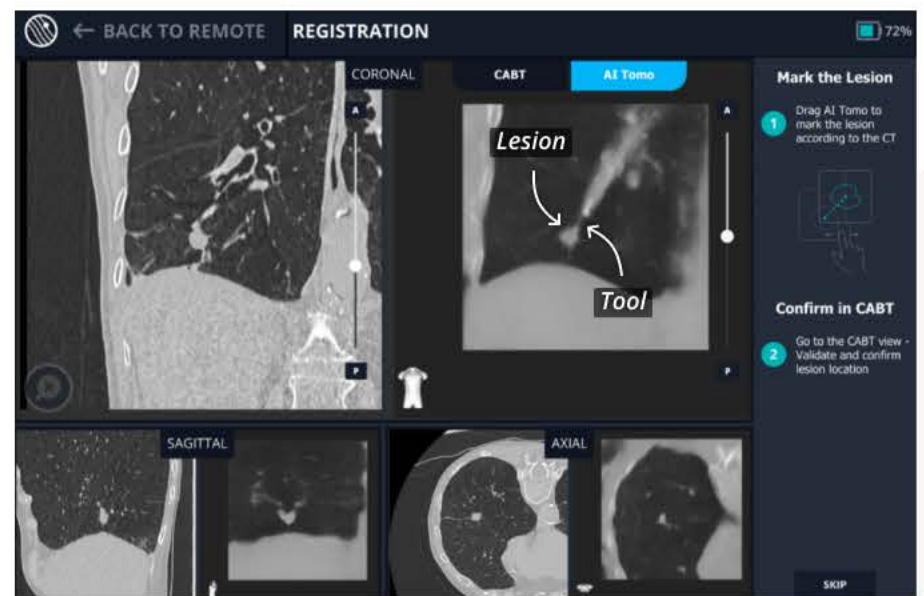 ← BACK TO REMOTE
REGISTRATION
72%
CORONAL
CABT
AI Tomo
A
P
A
P
Lesion
Tool
Mark the Lesion
1
Drag AI Tomo to
mark the lesion
according to the CT
Confirm in CABT
2
Go to the CABT view -
Validate and confirm
lesion location
SAGITTAL
AXIAL
SKIP